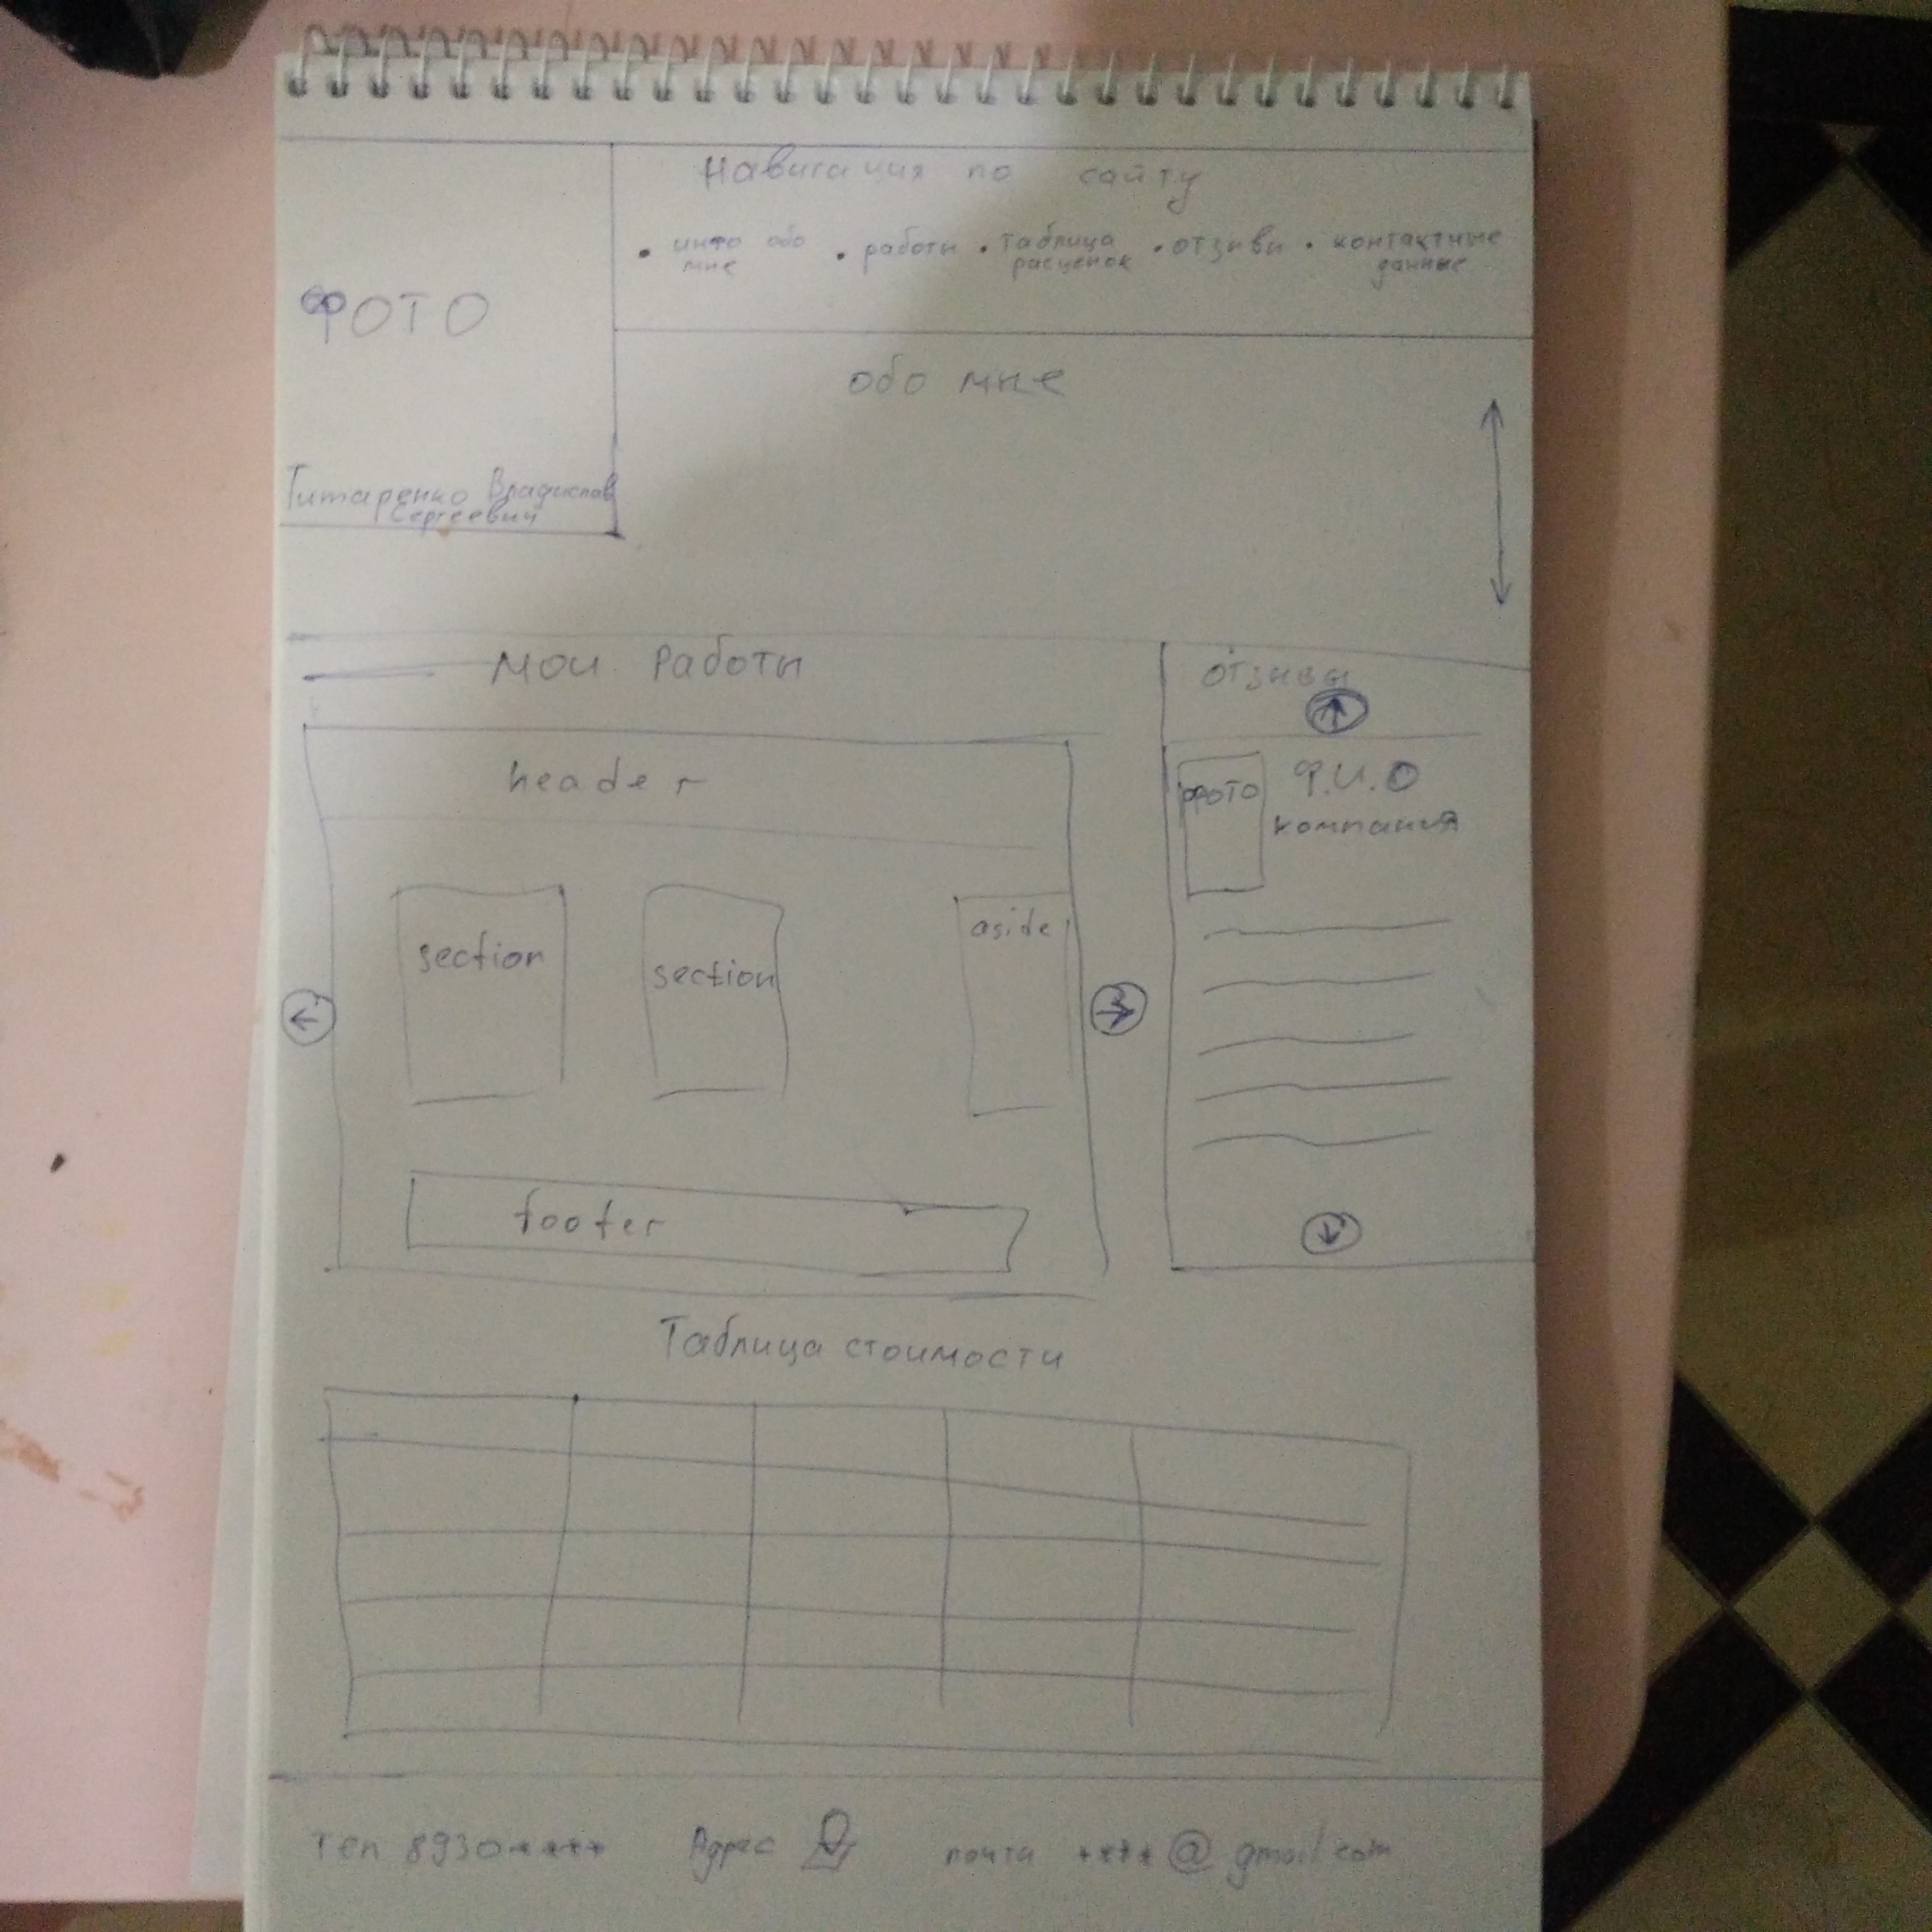 Навигация по сайту
• инфо обо мне • работы • таблица расценок • отзывы • контактные данные
ФОТО
обо мне
Титаренко Владислав
Сергеевич
мои работы
отзывы
header
фото
Ф.И.О
компания
section
section
aside
footer
Таблица стоимости
тел 8930**** Адрес почта ****@gmail.com